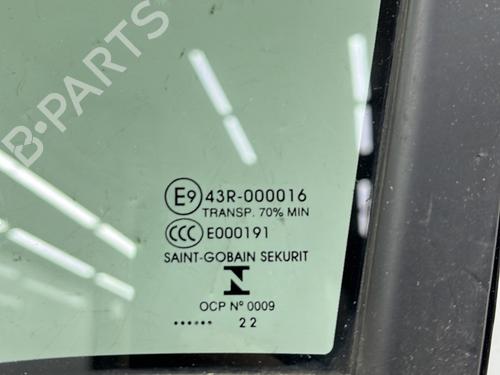 B-PARTS
E9 43R-000016
TRANSP. 70% MIN
CCC E000191
SAINT-GOBAIN SEKURIT
N
OCP Nº 0009
...... 22